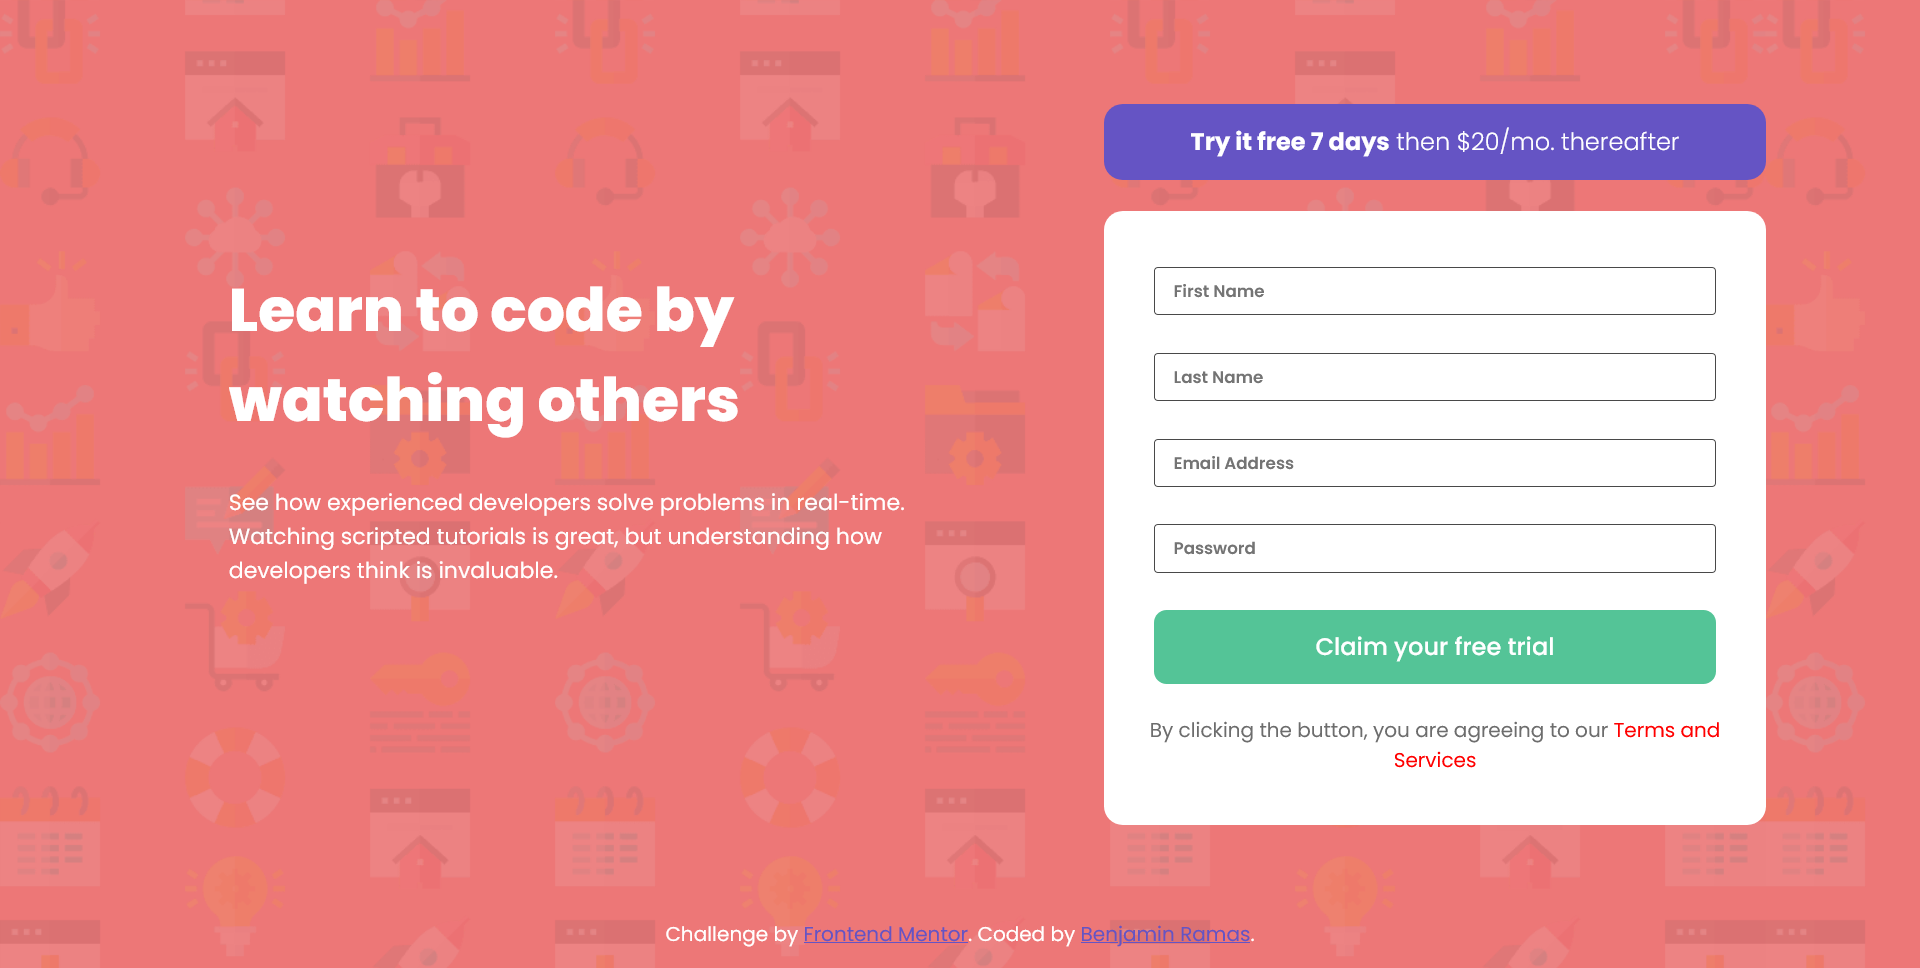 Learn to code by
watching others
See how experienced developers solve problems in real-time.
Watching scripted tutorials is great, but understanding how
developers think is invaluable.
Try it free 7 days then $20/mo. thereafter
First Name
Last Name
Email Address
Password
Claim your free trial
By clicking the button, you are agreeing to our Terms and
Services
Challenge by Frontend Mentor. Coded by Benjamin Ramas.